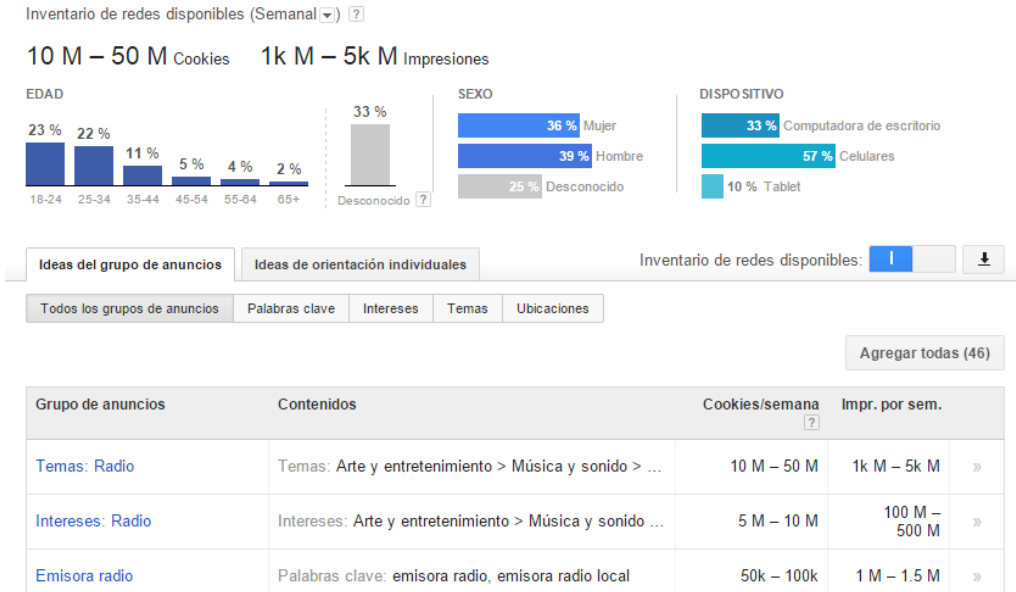 Inventario de redes disponibles (Semanal ) ?
10 M – 50 M Cookies 1k M – 5k M Impresiones
EDAD
23 % 22 % 11 % 5 % 4 % 2 % 33 %
18-24 25-34 35-44 45-54 55-64 65+ Desconocido ?
SEXO
36 % Mujer
39 % Hombre
25 % Desconocido
DISPOSITIVO
33 % Computadora de escritorio
57 % Celulares
10 % Tablet
Ideas del grupo de anuncios Ideas de orientación individuales Inventario de redes disponibles:
Todos los grupos de anuncios Palabras clave Intereses Temas Ubicaciones
Agregar todas (46)
Grupo de anuncios Contenidos Cookies/semana ? Impr. por sem.
Temas: Radio Temas: Arte y entretenimiento > Música y sonido > ... 10 M – 50 M 1k M – 5k M »
Intereses: Radio Intereses: Arte y entretenimiento > Música y sonido ... 5 M – 10 M 100 M –
500 M »
Emisora radio Palabras clave: emisora radio, emisora radio local 50k – 100k 1 M – 1.5 M »